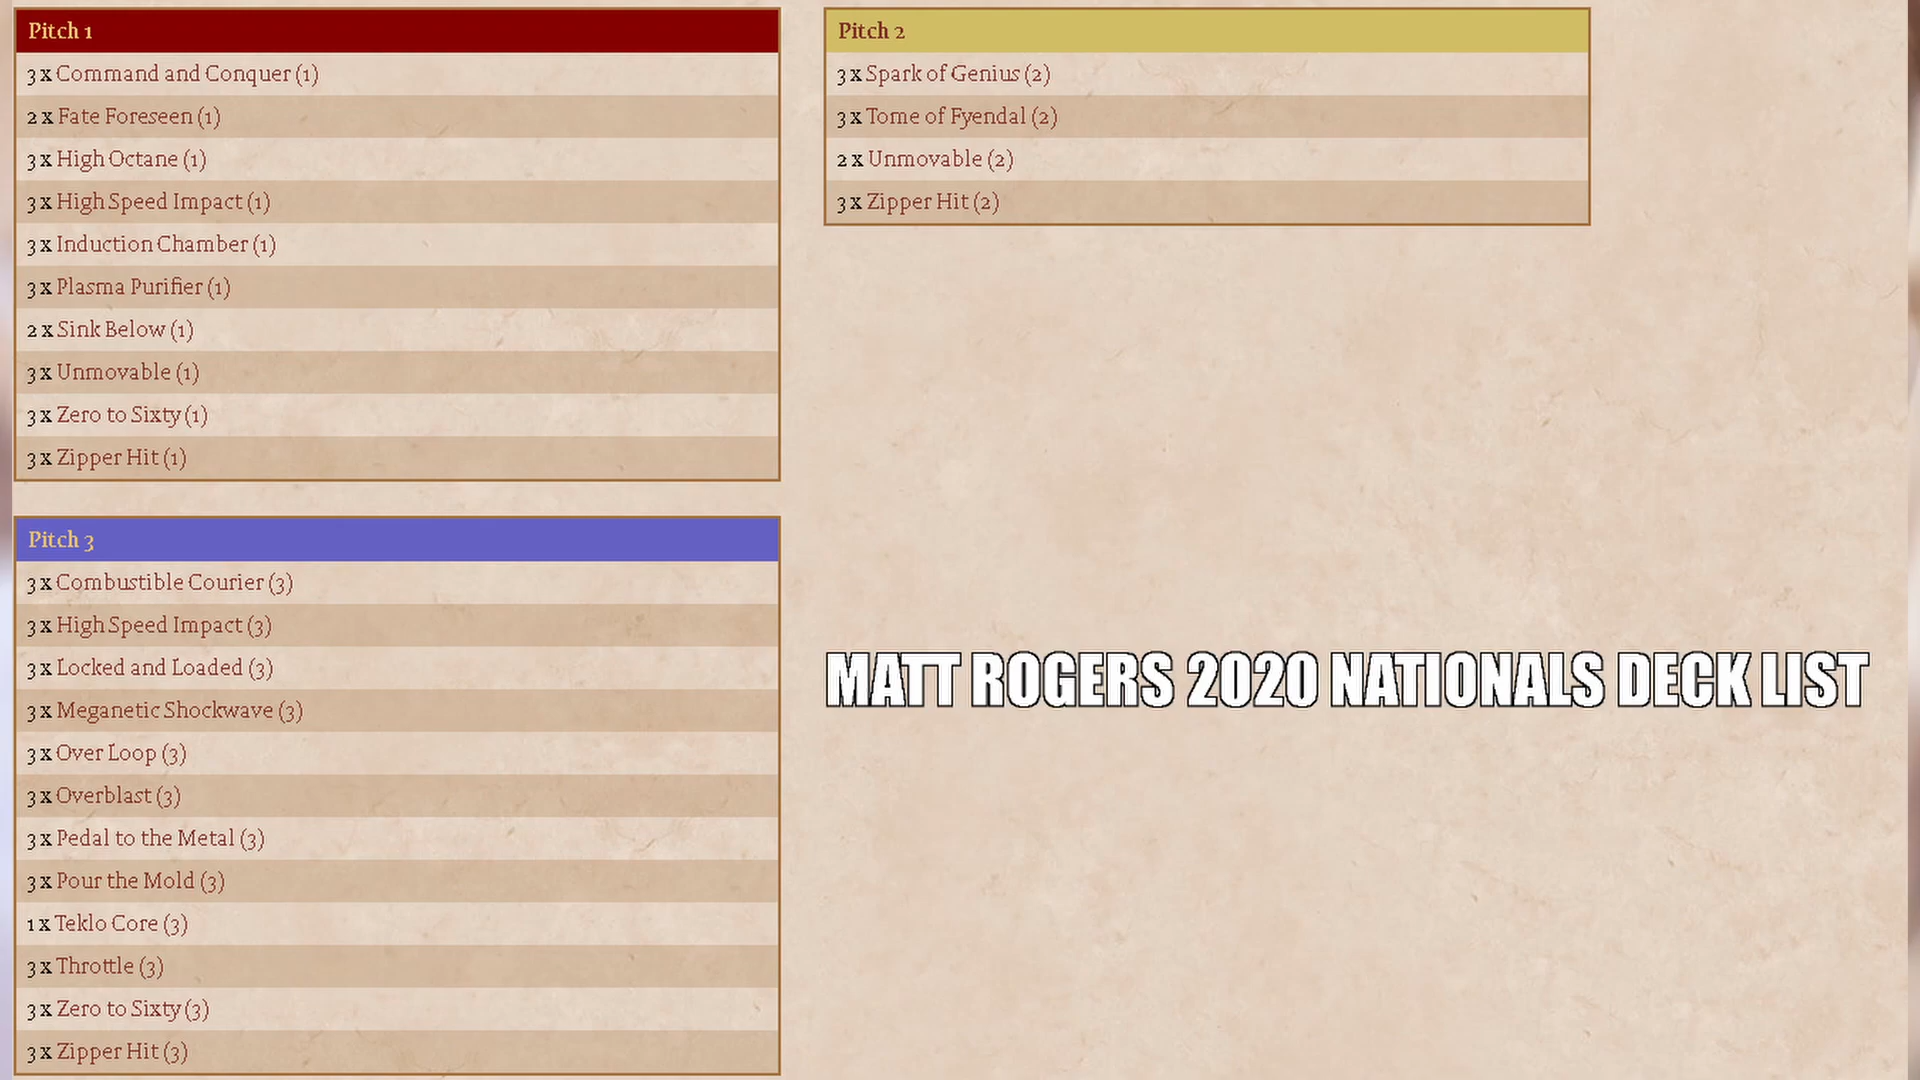 Pitch 1
3 x Command and Conquer (1)
2 x Fate Foreseen (1)
3 x High Octane (1)
3 x High Speed Impact (1)
3 x Induction Chamber (1)
3 x Plasma Purifier (1)
2 x Sink Below (1)
3 x Unmovable (1)
3 x Zero to Sixty (1)
3 x Zipper Hit (1)
Pitch 2
3 x Spark of Genius (2)
3 x Tome of Fyendal (2)
2 x Unmovable (2)
3 x Zipper Hit (2)
Pitch 3
3 x Combustible Courier (3)
3 x High Speed Impact (3)
3 x Locked and Loaded (3)
3 x Meganetic Shockwave (3)
3 x Over Loop (3)
3 x Overblast (3)
3 x Pedal to the Metal (3)
3 x Pour the Mold (3)
1 x Teklo Core (3)
3 x Throttle (3)
3 x Zero to Sixty (3)
3 x Zipper Hit (3)
MATT ROGERS 2020 NATIONALS DECK LIST